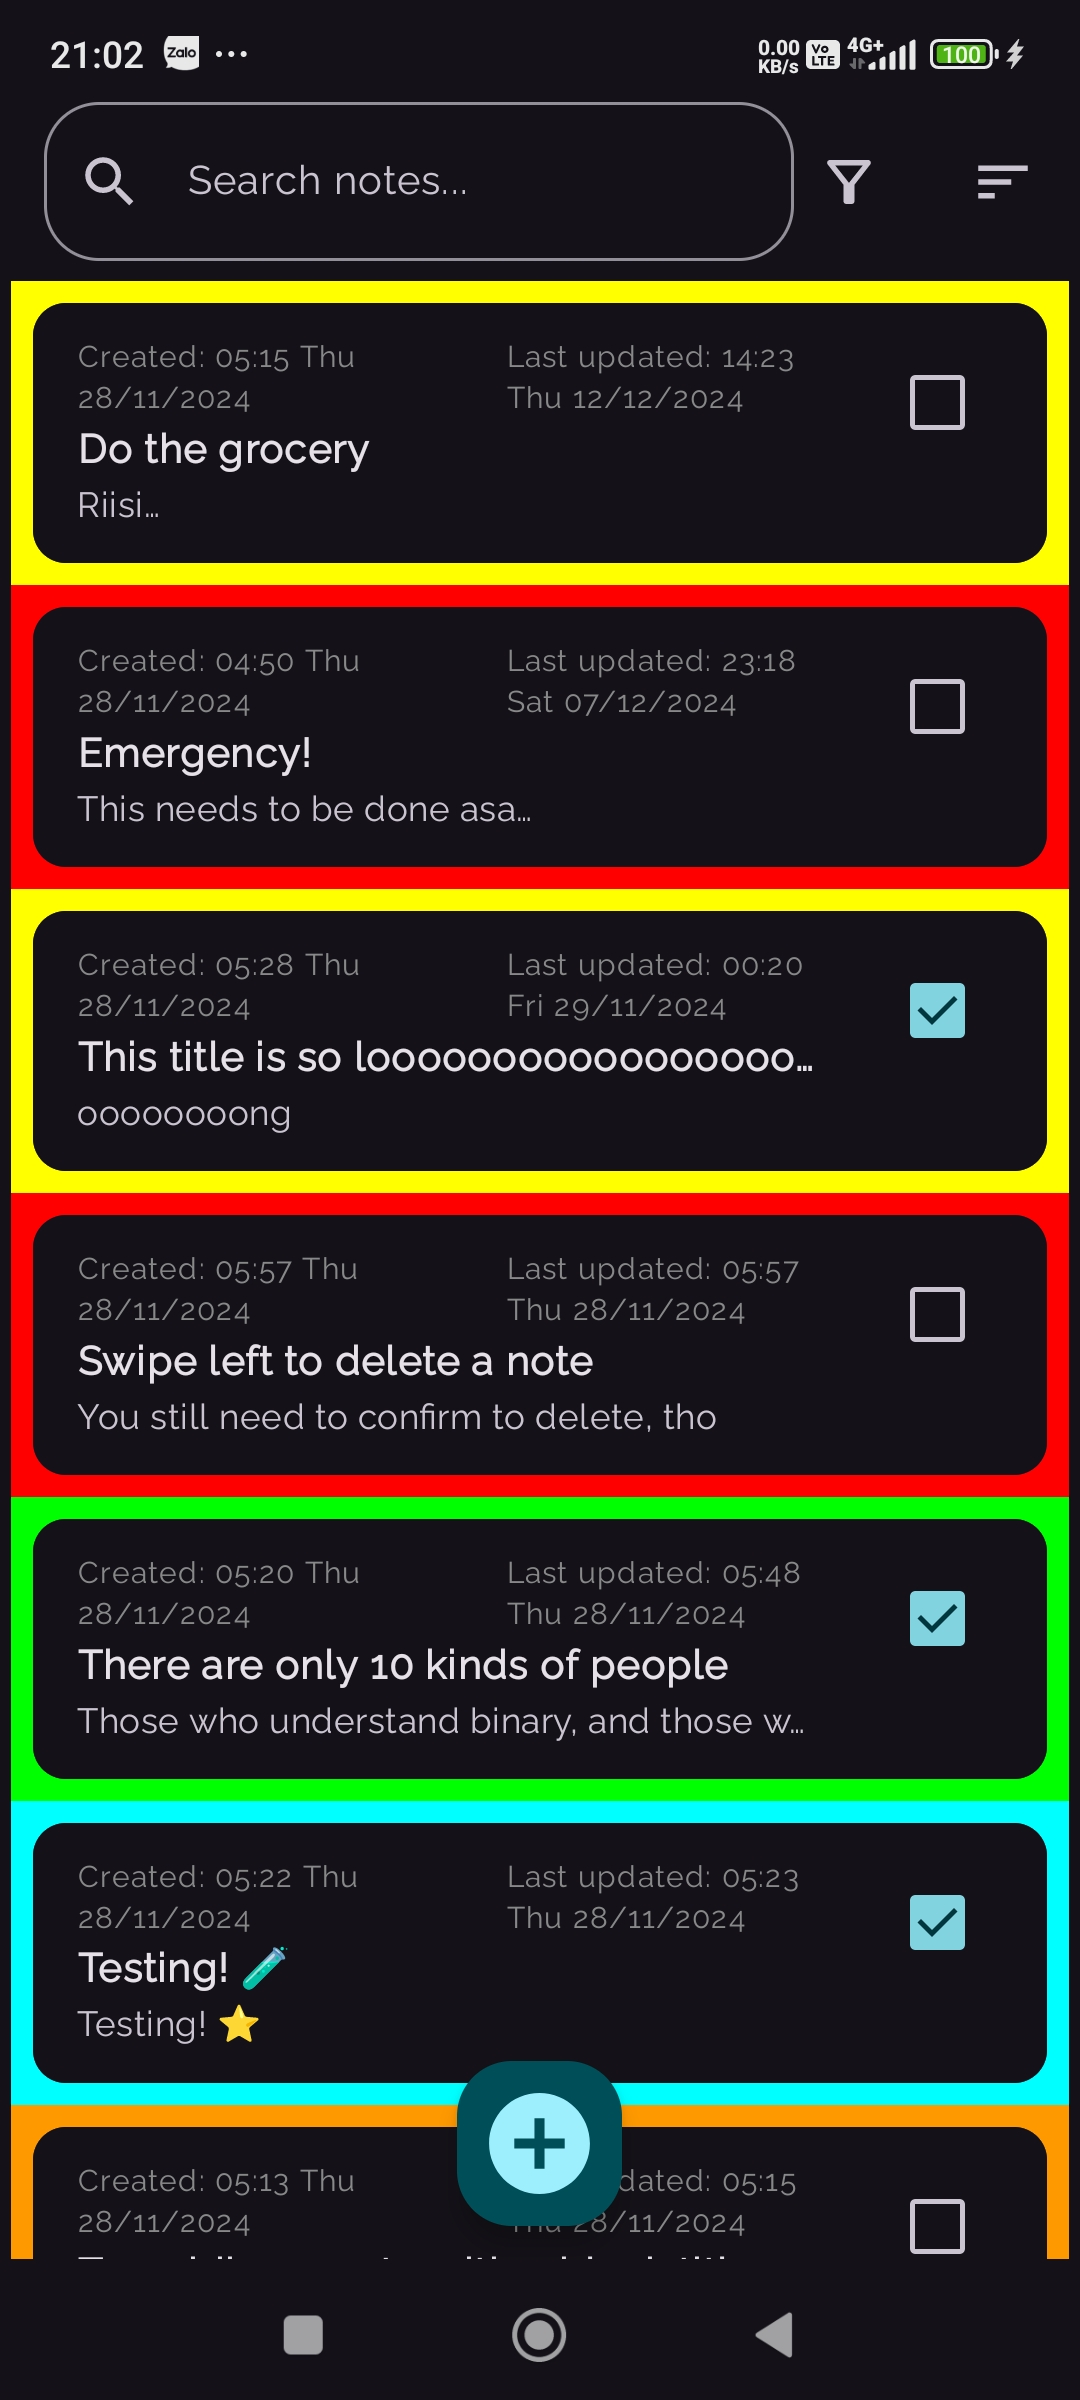 21:02 Zalo ... 0.00 KB/s Vo LTE 4G+ 100
Search notes...
Created: 05:15 Thu 28/11/2024
Last updated: 14:23 Thu 12/12/2024
Do the grocery
Riisi...
Created: 04:50 Thu 28/11/2024
Last updated: 23:18 Sat 07/12/2024
Emergency!
This needs to be done asa...
Created: 05:28 Thu 28/11/2024
Last updated: 00:20 Fri 29/11/2024
This title is so looooooooooooooooo...
oooooooong
Created: 05:57 Thu 28/11/2024
Last updated: 05:57 Thu 28/11/2024
Swipe left to delete a note
You still need to confirm to delete, tho
Created: 05:20 Thu 28/11/2024
Last updated: 05:48 Thu 28/11/2024
There are only 10 kinds of people
Those who understand binary, and those w...
Created: 05:22 Thu 28/11/2024
Last updated: 05:23 Thu 28/11/2024
Testing! 🧪
Testing! ⭐
Created: 05:13 Thu 28/11/2024
dated: 05:15 Thu 28/11/2024